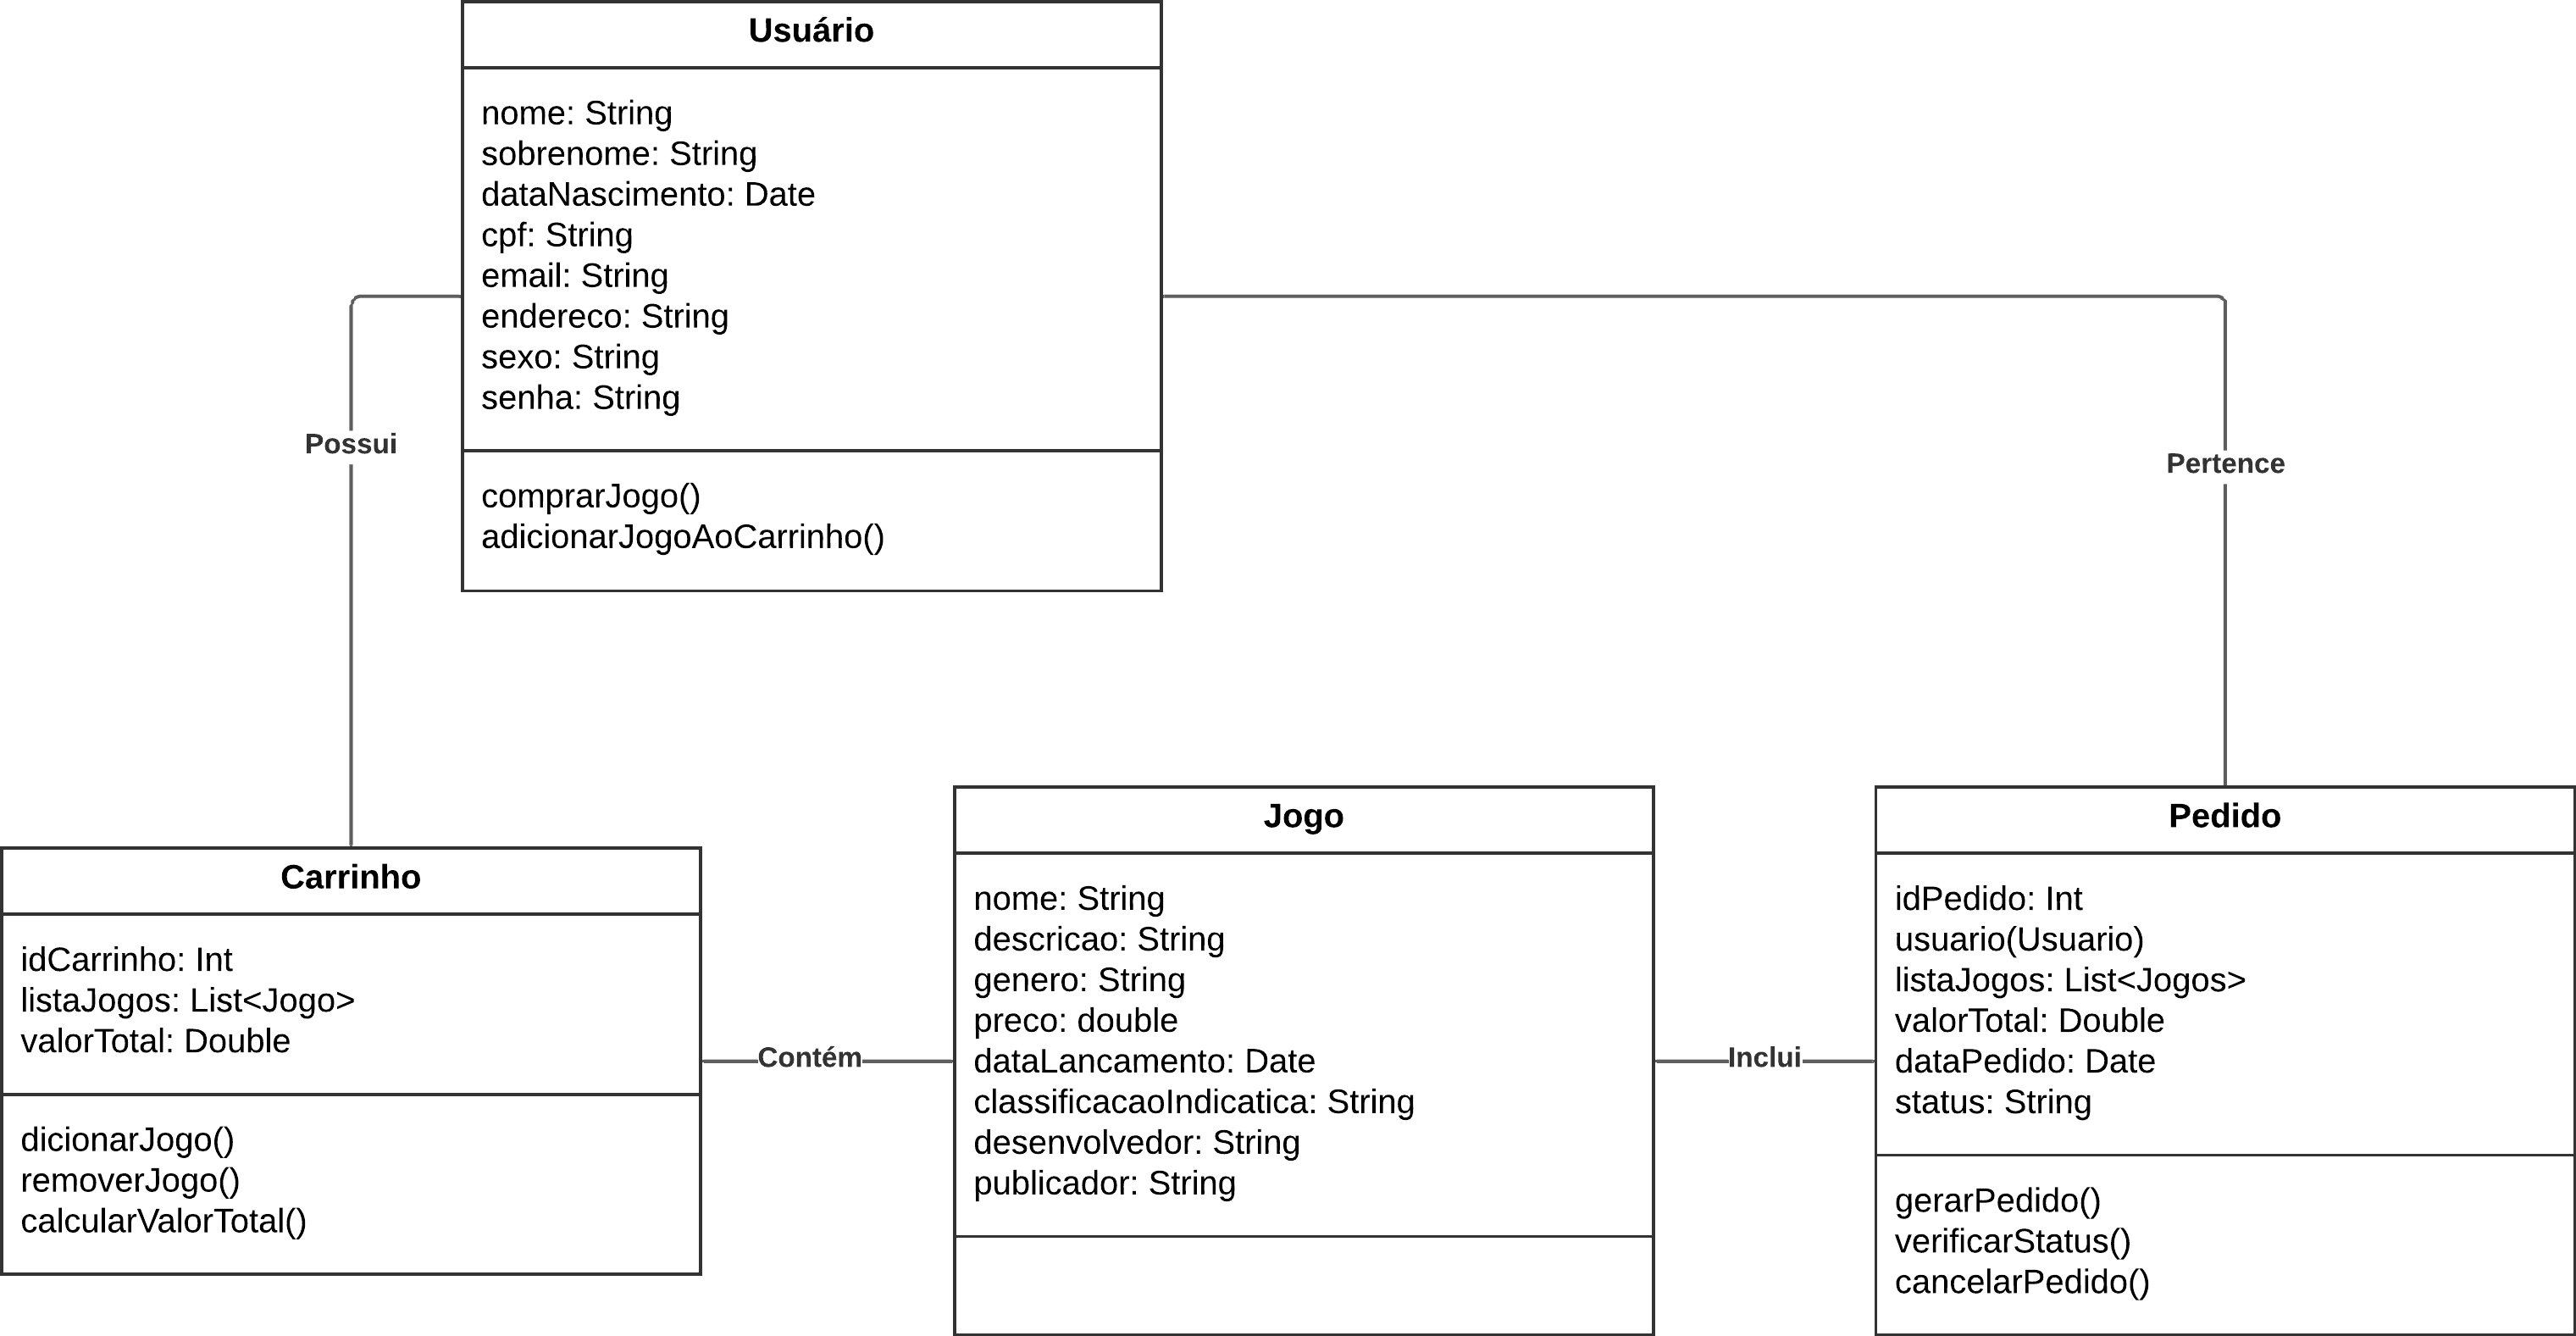 Usuário
nome: String
sobrenome: String
dataNascimento: Date
cpf: String
email: String
endereco: String
sexo: String
senha: String
comprarJogo()
adicionarJogoAoCarrinho()
Possui
Pertence
Carrinho
idCarrinho: Int
listaJogos: List<Jogo>
valorTotal: Double
dicionarJogo()
removerJogo()
calcularValorTotal()
Contém
Jogo
nome: String
descricao: String
genero: String
preco: double
dataLancamento: Date
classificacaoIndicatica: String
desenvolvedor: String
publicador: String
Inclui
Pedido
idPedido: Int
usuario(Usuario)
listaJogos: List<Jogos>
valorTotal: Double
dataPedido: Date
status: String
gerarPedido()
verificarStatus()
cancelarPedido()